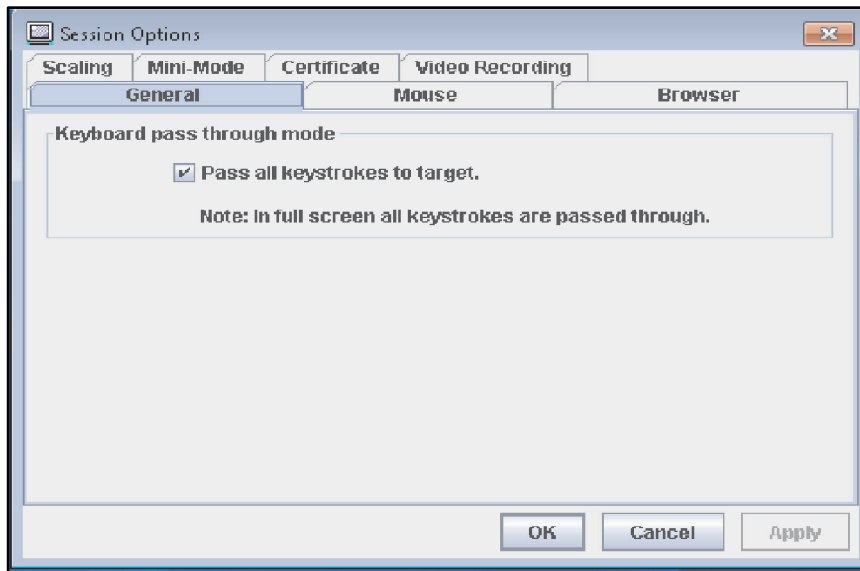 Session Options
Scaling Mini-Mode Certificate Video Recording
General Mouse Browser
Keyboard pass through mode
Pass all keystrokes to target.
Note: In full screen all keystrokes are passed through.
OK Cancel Apply